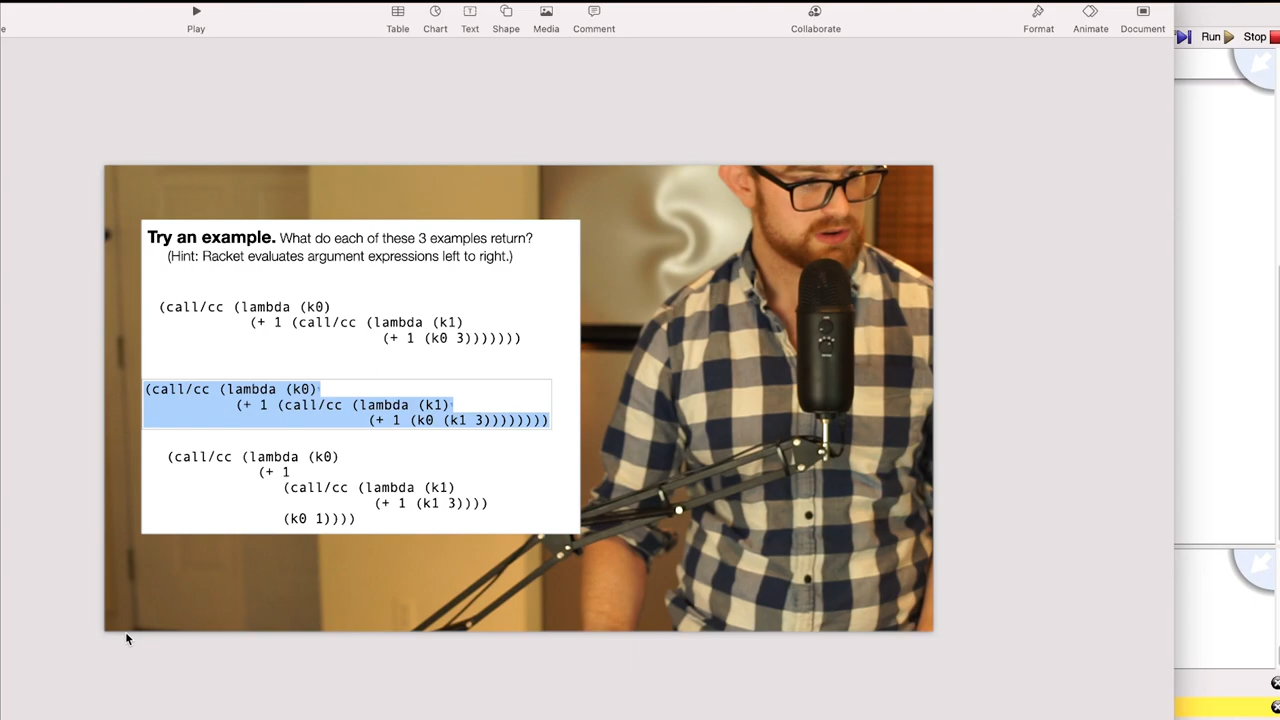 Play Table Chart Text Shape Media Comment Collaborate Format Animate Document Run Stop
Try an example. What do each of these 3 examples return?
(Hint: Racket evaluates argument expressions left to right.)
(call/cc (lambda (k0)
(+ 1 (call/cc (lambda (k1)
(+ 1 (k0 3)))))))
(call/cc (lambda (k0)
(+ 1 (call/cc (lambda (k1)
(+ 1 (k0 (k1 3))))))))
(call/cc (lambda (k0)
(+ 1
(call/cc (lambda (k1)
(+ 1 (k1 3))))
(k0 1))))